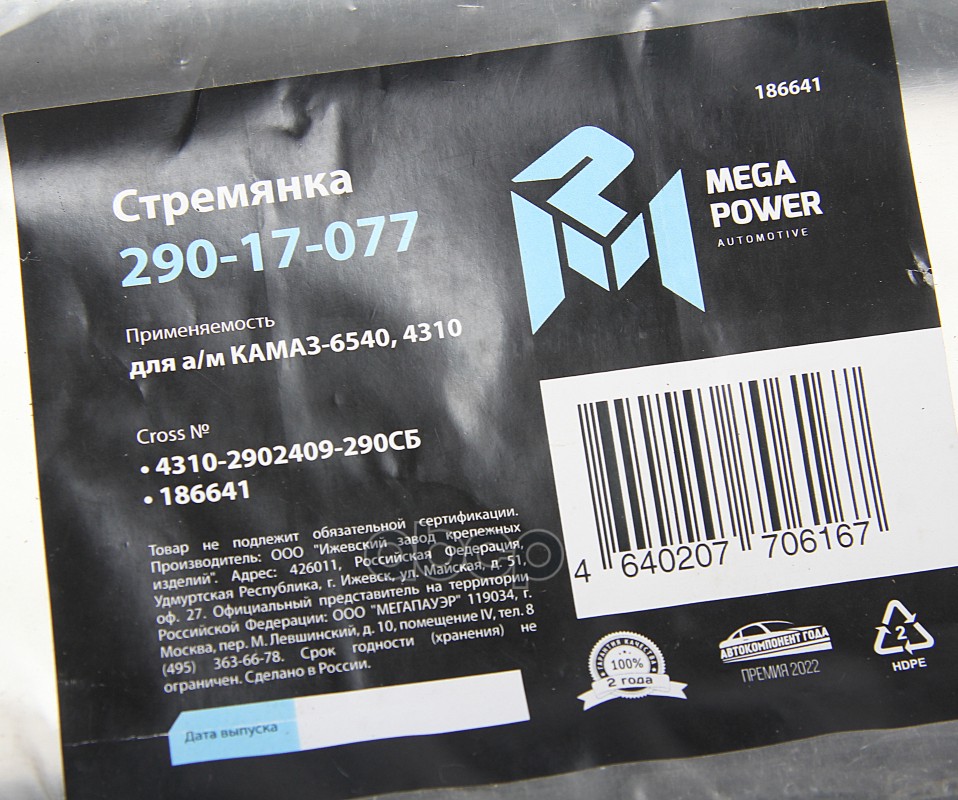 186641
Стремянка
290-17-077
MEGA
POWER
AUTOMOTIVE
Применяемость
для а/м КАМАЗ-6540, 4310
Cross №
• 4310-2902409-290СБ
• 186641
Товар не подлежит обязательной сертификации.
Производитель: ООО "Ижевский завод крепежных
изделий". Адрес: 426011, Российская Федерация,
Удмуртская Республика, г. Ижевск, ул. Майская, д. 51,
оф. 27. Официальный представитель на территории
Российской Федерации: ООО "МЕГАПАУЭР" 119034, г.
Москва, пер. М. Левшинский, д. 10, помещение IV, тел. 8
(495) 363-66-78. Срок годности (хранения) не
ограничен. Сделано в России.
Дата выпуска
4 640207 706167
ГАРАНТИЯ КАЧЕСТВА
100%
2 года
АВТОКОМПОНЕНТ ГОДА
ПРЕМИЯ 2022
2
HDPE
ebcp